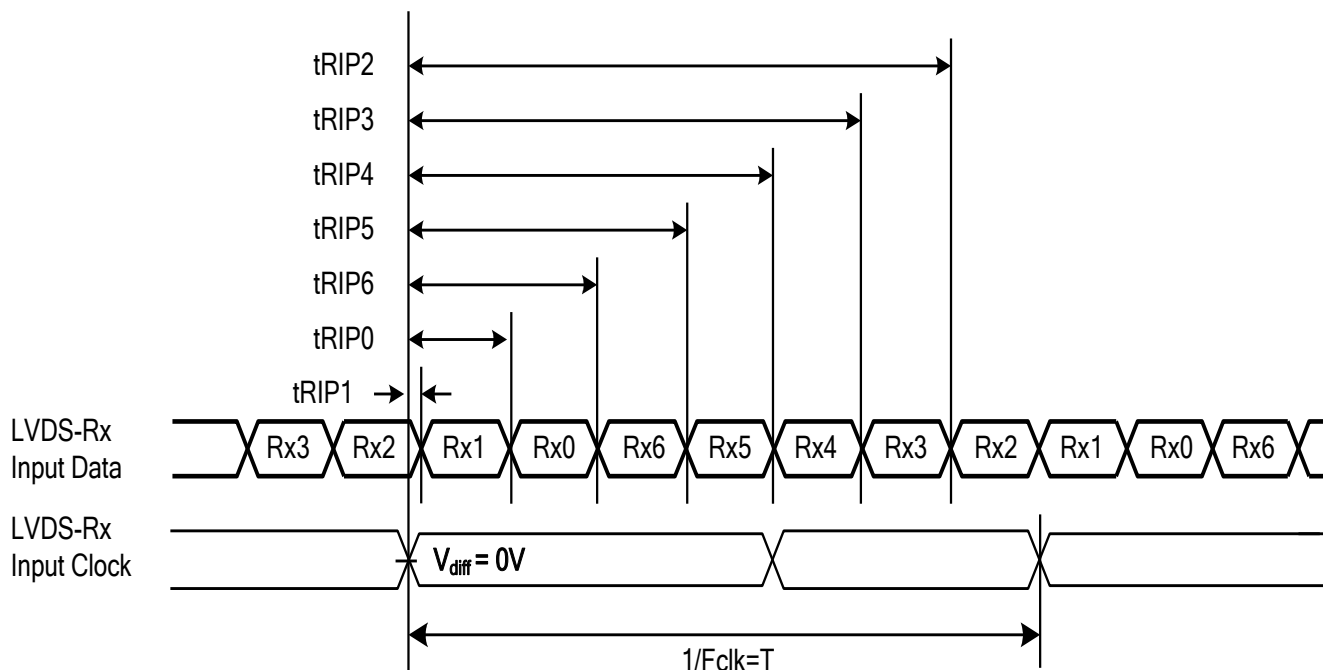 tRIP2
tRIP3
tRIP4
tRIP5
tRIP6
tRIP0
tRIP1
LVDS-Rx
Input Data
Rx3 Rx2 Rx1 Rx0 Rx6 Rx5 Rx4 Rx3 Rx2 Rx1 Rx0 Rx6
LVDS-Rx
Input Clock
Vdiff = 0V
1/Fclk=T